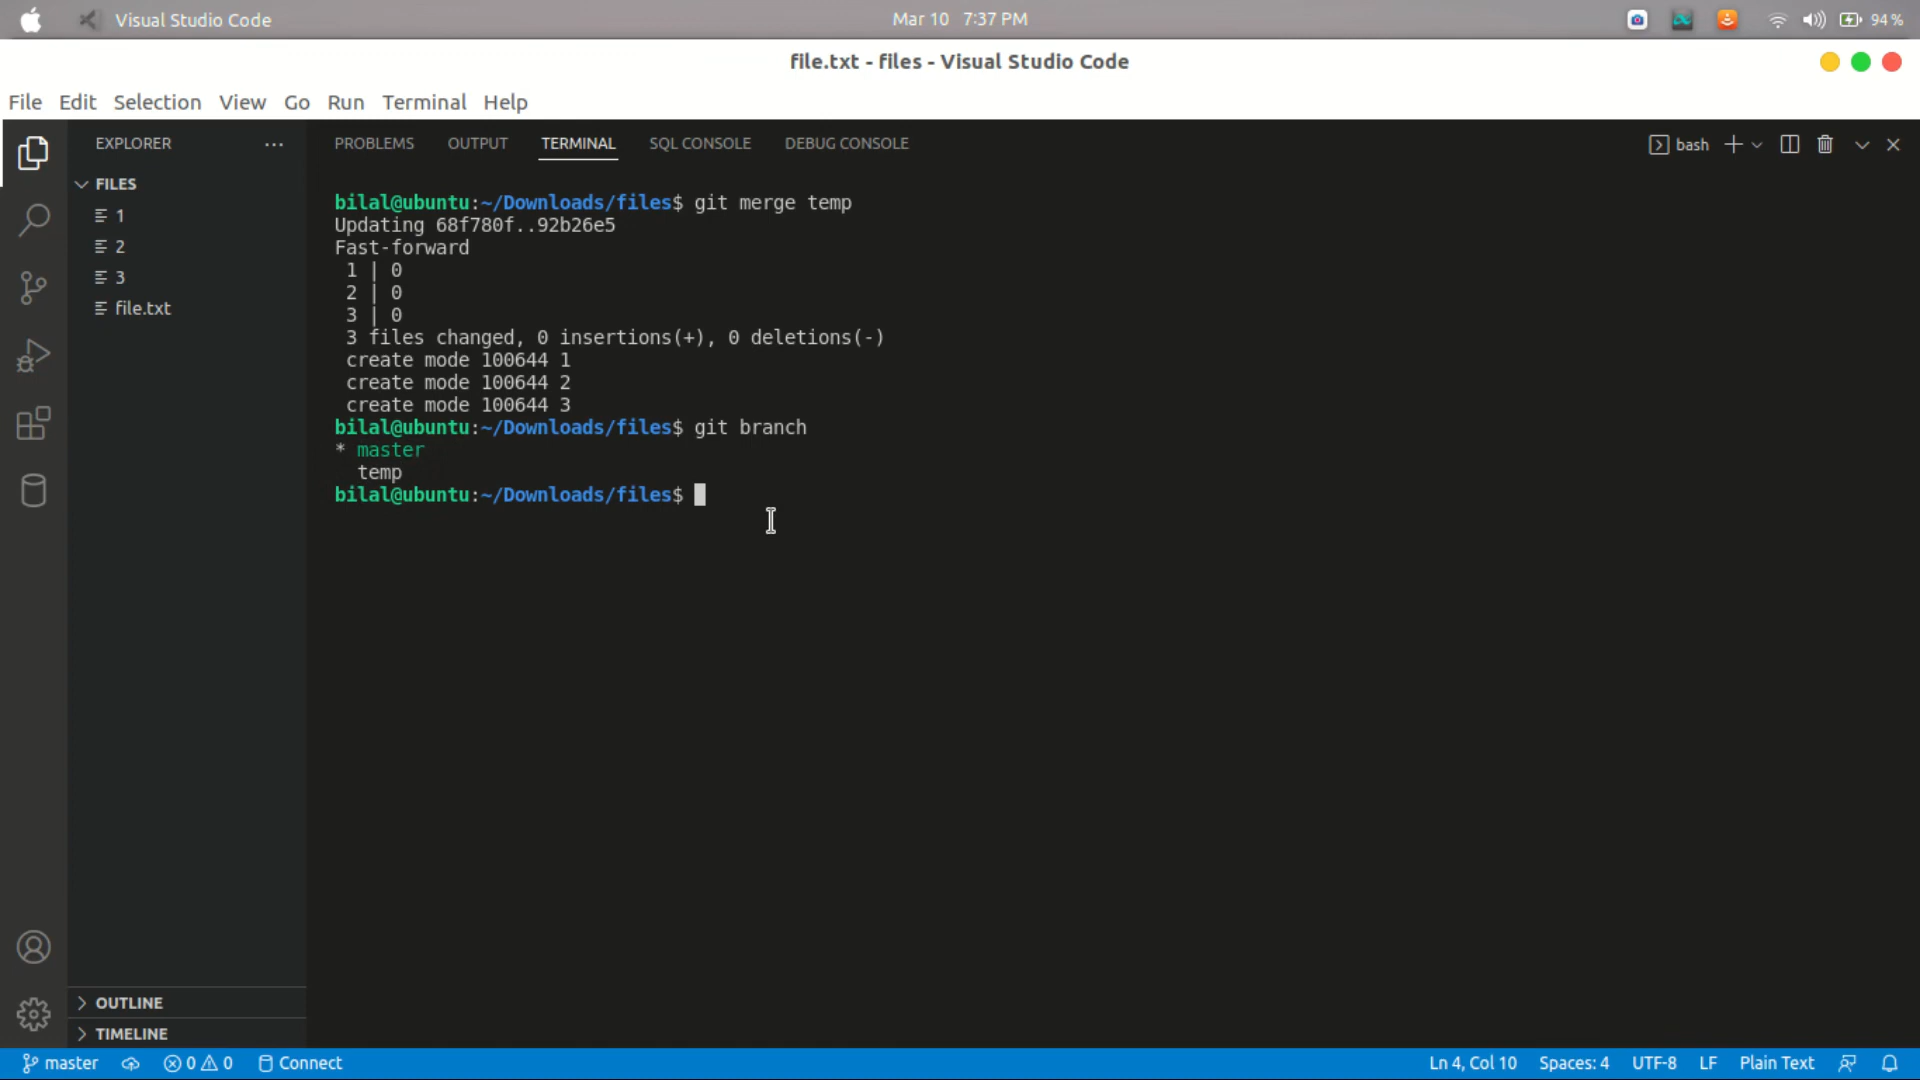 Visual Studio Code
Mar 10 7:37 PM
94 %
file.txt - files - Visual Studio Code
File Edit Selection View Go Run Terminal Help
EXPLORER
FILES
1
2
3
file.txt
OUTLINE
TIMELINE
PROBLEMS OUTPUT TERMINAL SQL CONSOLE DEBUG CONSOLE
bash
bilal@ubuntu:~/Downloads/files$ git merge temp
Updating 68f780f..92b26e5
Fast-forward
1 | 0
2 | 0
3 | 0
3 files changed, 0 insertions(+), 0 deletions(-)
create mode 100644 1
create mode 100644 2
create mode 100644 3
bilal@ubuntu:~/Downloads/files$ git branch
* master
temp
bilal@ubuntu:~/Downloads/files$
master 0 0 Connect
Ln 4, Col 10 Spaces: 4 UTF-8 LF Plain Text